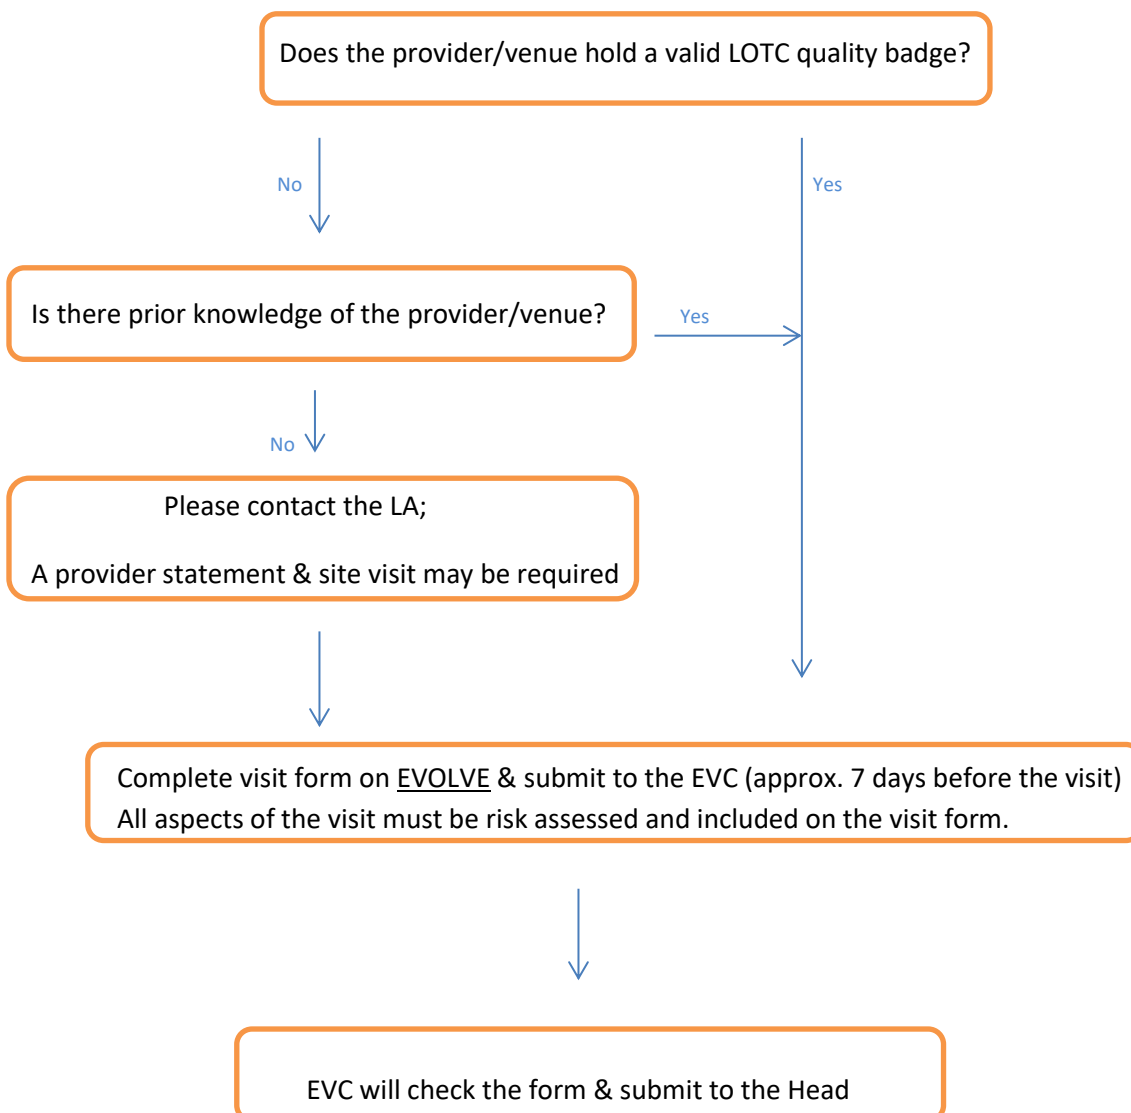 Does the provider/venue hold a valid LOTC quality badge?
No
Yes
Is there prior knowledge of the provider/venue?
Yes
No
Please contact the LA;
A provider statement & site visit may be required
Complete visit form on EVOLVE & submit to the EVC (approx. 7 days before the visit)
All aspects of the visit must be risk assessed and included on the visit form.
EVC will check the form & submit to the Head